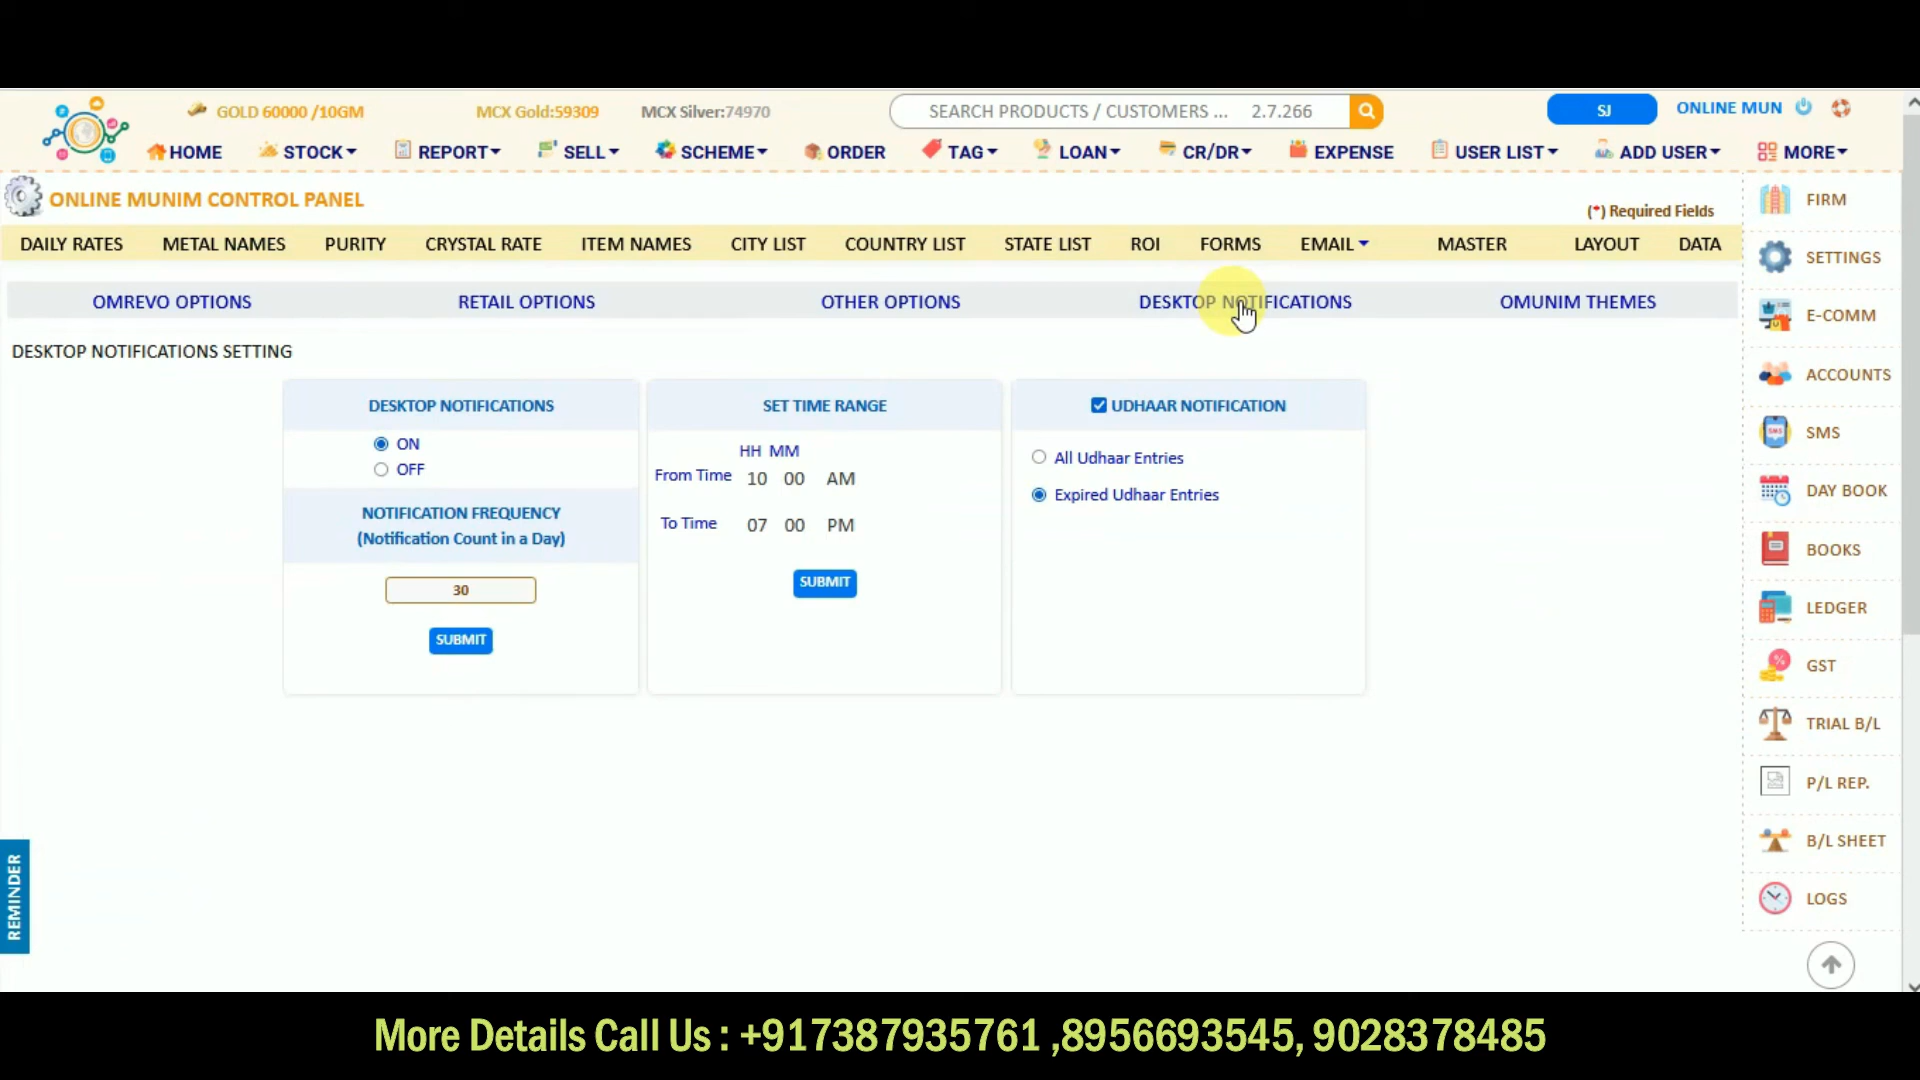 GOLD 60000 /10GM MCX Gold:59309 MCX Silver:74970 SEARCH PRODUCTS / CUSTOMERS ... 2.7.266 SJ ONLINE MUN
HOME STOCK REPORT SELL SCHEME ORDER TAG LOAN CR/DR EXPENSE USER LIST ADD USER MORE
ONLINE MUNIM CONTROL PANEL
(*) Required Fields
DAILY RATES METAL NAMES PURITY CRYSTAL RATE ITEM NAMES CITY LIST COUNTRY LIST STATE LIST ROI FORMS EMAIL MASTER LAYOUT DATA
OMREVO OPTIONS RETAIL OPTIONS OTHER OPTIONS DESKTOP NOTIFICATIONS OMUNIM THEMES
DESKTOP NOTIFICATIONS SETTING
DESKTOP NOTIFICATIONS
ON
OFF
NOTIFICATION FREQUENCY
(Notification Count in a Day)
30
SUBMIT
SET TIME RANGE
HH MM
From Time 10 00 AM
To Time 07 00 PM
SUBMIT
UDHAAR NOTIFICATION
All Udhaar Entries
Expired Udhaar Entries
FIRM
SETTINGS
E-COMM
ACCOUNTS
SMS
DAY BOOK
BOOKS
LEDGER
GST
TRIAL B/L
P/L REP.
B/L SHEET
LOGS
REMINDER
More Details Call Us : +917387935761 ,8956693545, 9028378485